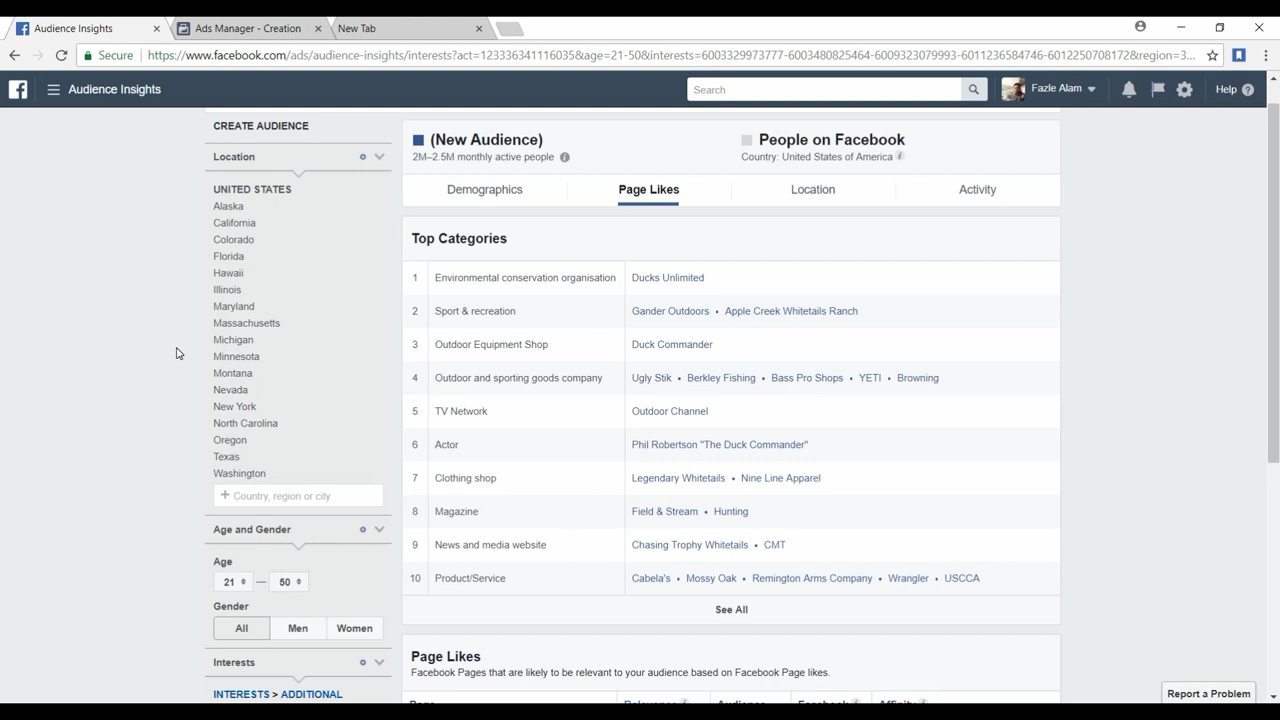 Audience Insights
Ads Manager - Creation
New Tab
Secure
https://www.facebook.com/ads/audience-insights/interests?act=123336341116035&age=21-50&interests=6003329973777-6003480825464-6009323079993-6011236584746-6012250708172&region=3...
Audience Insights
Search
Fazle Alam
Help
CREATE AUDIENCE
Location
UNITED STATES
Alaska
California
Colorado
Florida
Hawaii
Illinois
Maryland
Massachusetts
Michigan
Minnesota
Montana
Nevada
New York
North Carolina
Oregon
Texas
Washington
+ Country, region or city
Age and Gender
Age
21 — 50
Gender
All Men Women
Interests
INTERESTS > ADDITIONAL
(New Audience)
2M–2.5M monthly active people
People on Facebook
Country: United States of America
Demographics Page Likes Location Activity
Top Categories
1 Environmental conservation organisation Ducks Unlimited
2 Sport & recreation Gander Outdoors • Apple Creek Whitetails Ranch
3 Outdoor Equipment Shop Duck Commander
4 Outdoor and sporting goods company Ugly Stik • Berkley Fishing • Bass Pro Shops • YETI • Browning
5 TV Network Outdoor Channel
6 Actor Phil Robertson "The Duck Commander"
7 Clothing shop Legendary Whitetails • Nine Line Apparel
8 Magazine Field & Stream • Hunting
9 News and media website Chasing Trophy Whitetails • CMT
10 Product/Service Cabela's • Mossy Oak • Remington Arms Company • Wrangler • USCCA
See All
Page Likes
Facebook Pages that are likely to be relevant to your audience based on Facebook Page likes.
Page Relevance Audience Facebook Affinity
Report a Problem